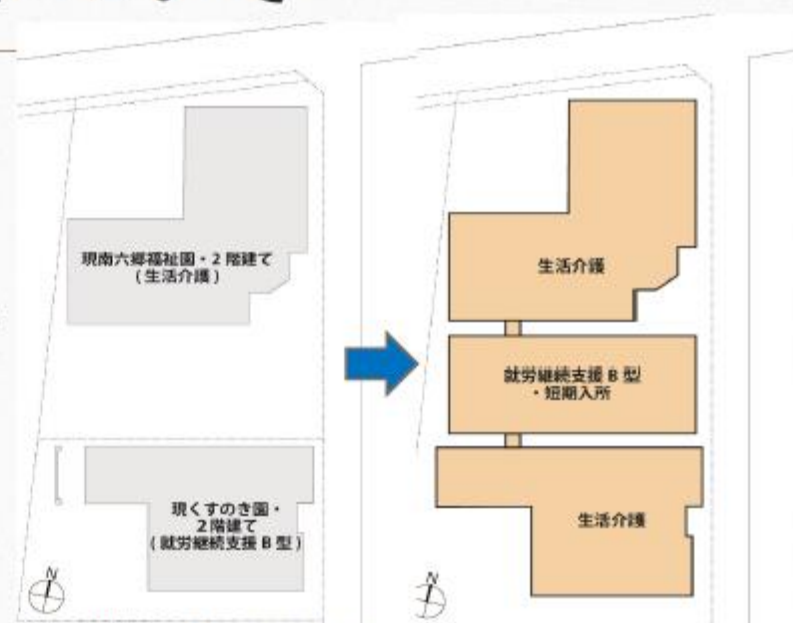 現南六郷福祉園・2階建て
(生活介護)
現くすのき園・
2階建て
(就労継続支援B型)
N
生活介護
就労継続支援B型
・短期入所
生活介護
N